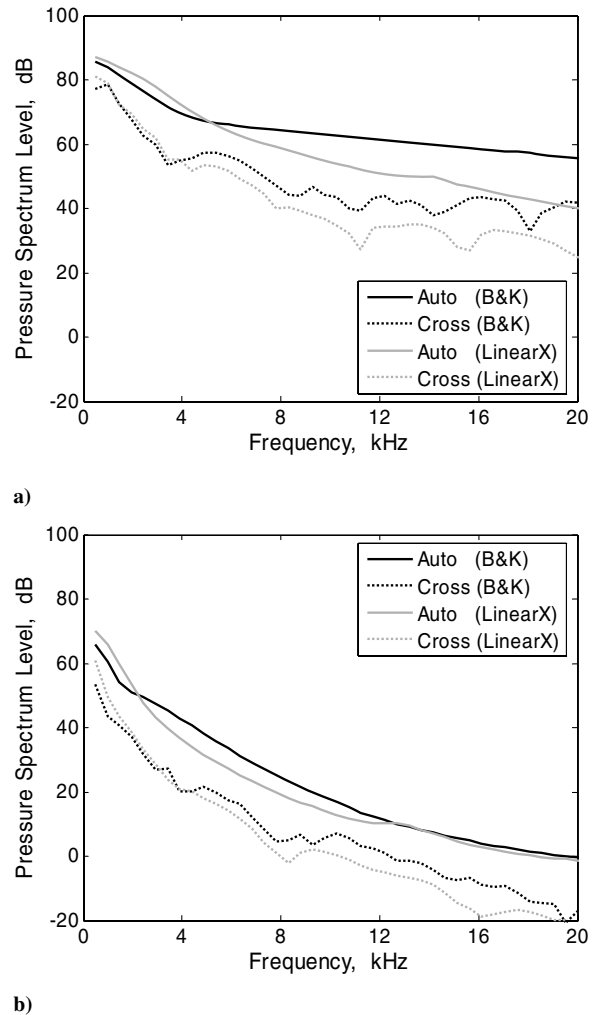 100
80
60
40
20
0
-20
Pressure Spectrum Level, dB
Auto (B&K)
Cross (B&K)
Auto (LinearX)
Cross (LinearX)
0 4 8 12 16 20
Frequency, kHz
a)
100
80
60
40
20
0
-20
Pressure Spectrum Level, dB
Auto (B&K)
Cross (B&K)
Auto (LinearX)
Cross (LinearX)
0 4 8 12 16 20
Frequency, kHz
b)